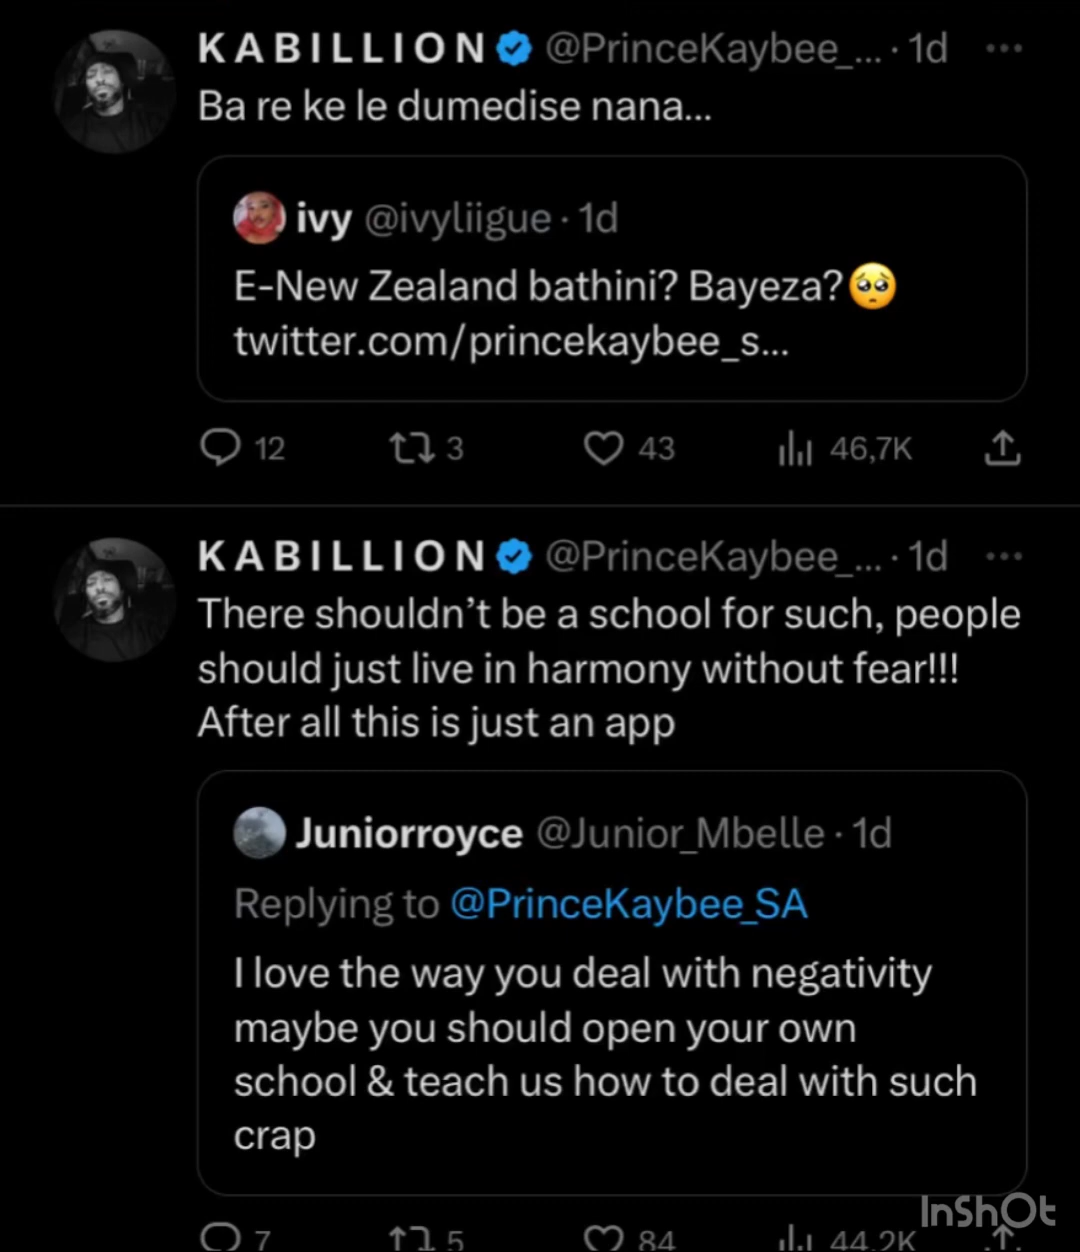 KABILLION @PrinceKaybee_... · 1d
Ba re ke le dumedise nana...
ivy @ivyliigue · 1d
E-New Zealand bathini? Bayeza?🥺
twitter.com/princekaybee_s...
12 3 43 46,7K
KABILLION @PrinceKaybee_... · 1d
There shouldn’t be a school for such, people
should just live in harmony without fear!!!
After all this is just an app
Juniorroyce @Junior_Mbelle · 1d
Replying to @PrinceKaybee_SA
I love the way you deal with negativity
maybe you should open your own
school & teach us how to deal with such
crap
7 5 84 44,2K
InShOt